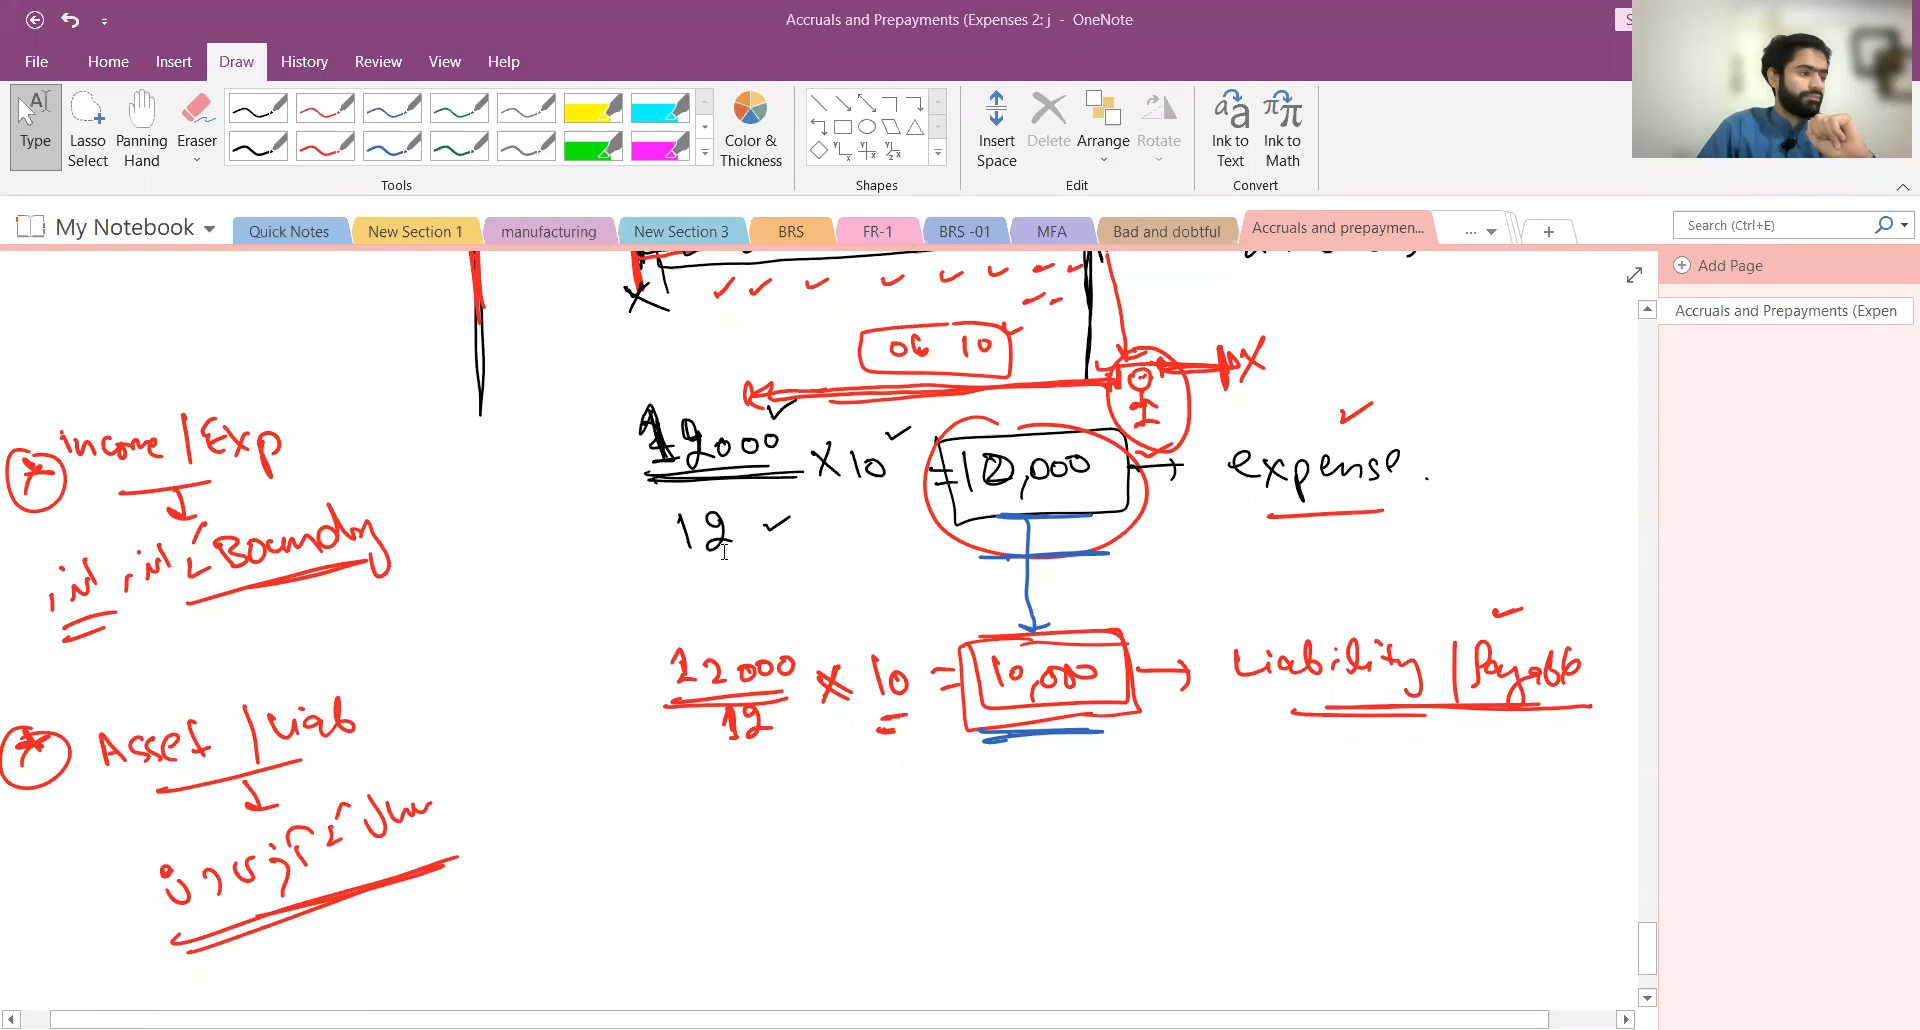 Accruals and Prepayments (Expenses 2: j - OneNote
File Home Insert Draw History Review View Help
Type
Lasso Select
Panning Hand
Eraser
Color & Thickness
Insert Space
Delete
Arrange
Rotate
Ink to Text
Ink to Math
Tools
Shapes
Edit
Convert
My Notebook
Quick Notes
New Section 1
manufacturing
New Section 3
BRS
FR-1
BRS -01
MFA
Bad and doubtful
Accruals and prepaymen...
...
Search (Ctrl+E)
Add Page
Accruals and Prepayments (Expen
X
06 10
X
income / Exp
Boundry
12000 × 10 = 10,000 → expense.
12
12000 × 10 = 10,000 → Liability / Payable
12
Asset / Liab